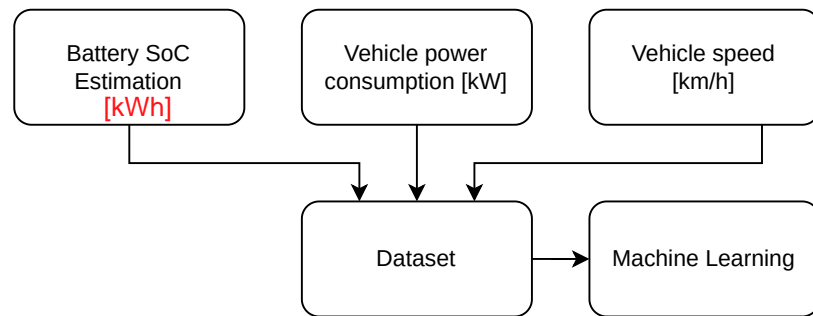 Battery SoC
Estimation
[kWh]
Vehicle power
consumption [kW]
Vehicle speed
[km/h]
Dataset
Machine Learning